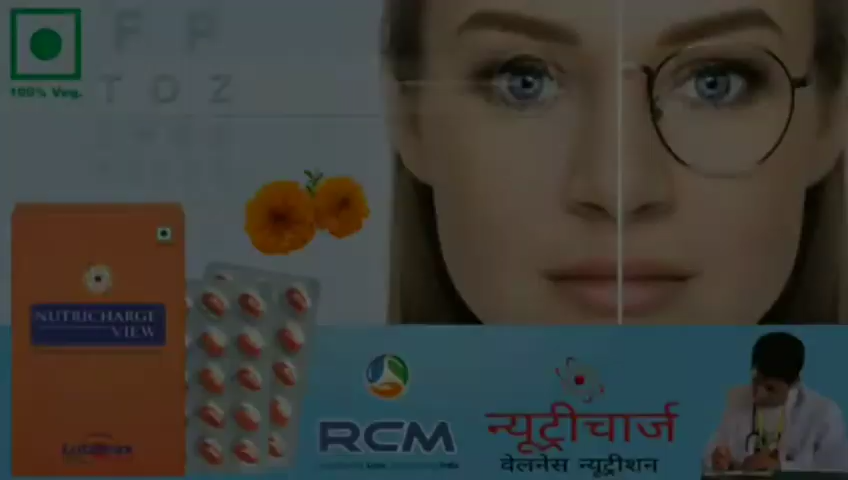 F P
T O Z
100% Veg.
NUTRICHARGE
VIEW
RCM
न्यूट्रीचार्ज
वेलनेस न्यूट्रीशन